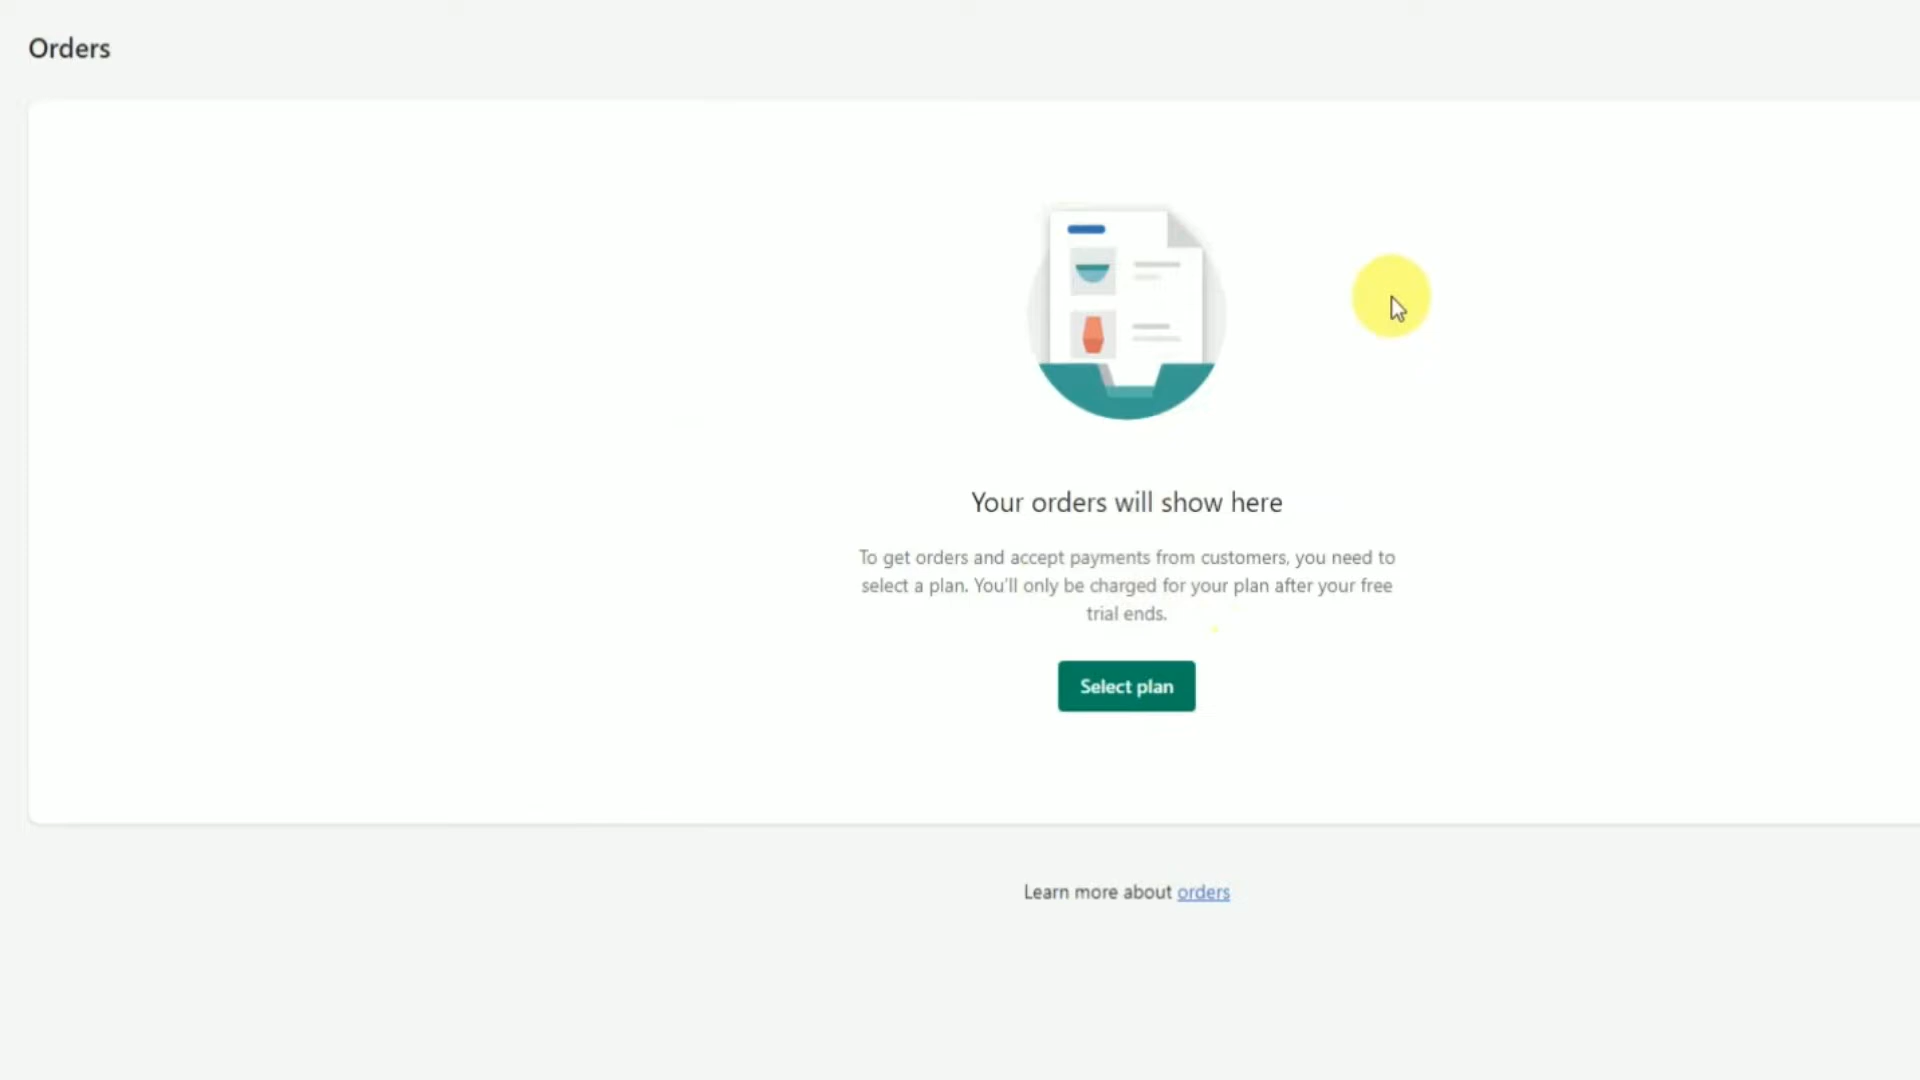 Orders
Your orders will show here
To get orders and accept payments from customers, you need to
select a plan. You'll only be charged for your plan after your free
trial ends.
Select plan
Learn more about orders